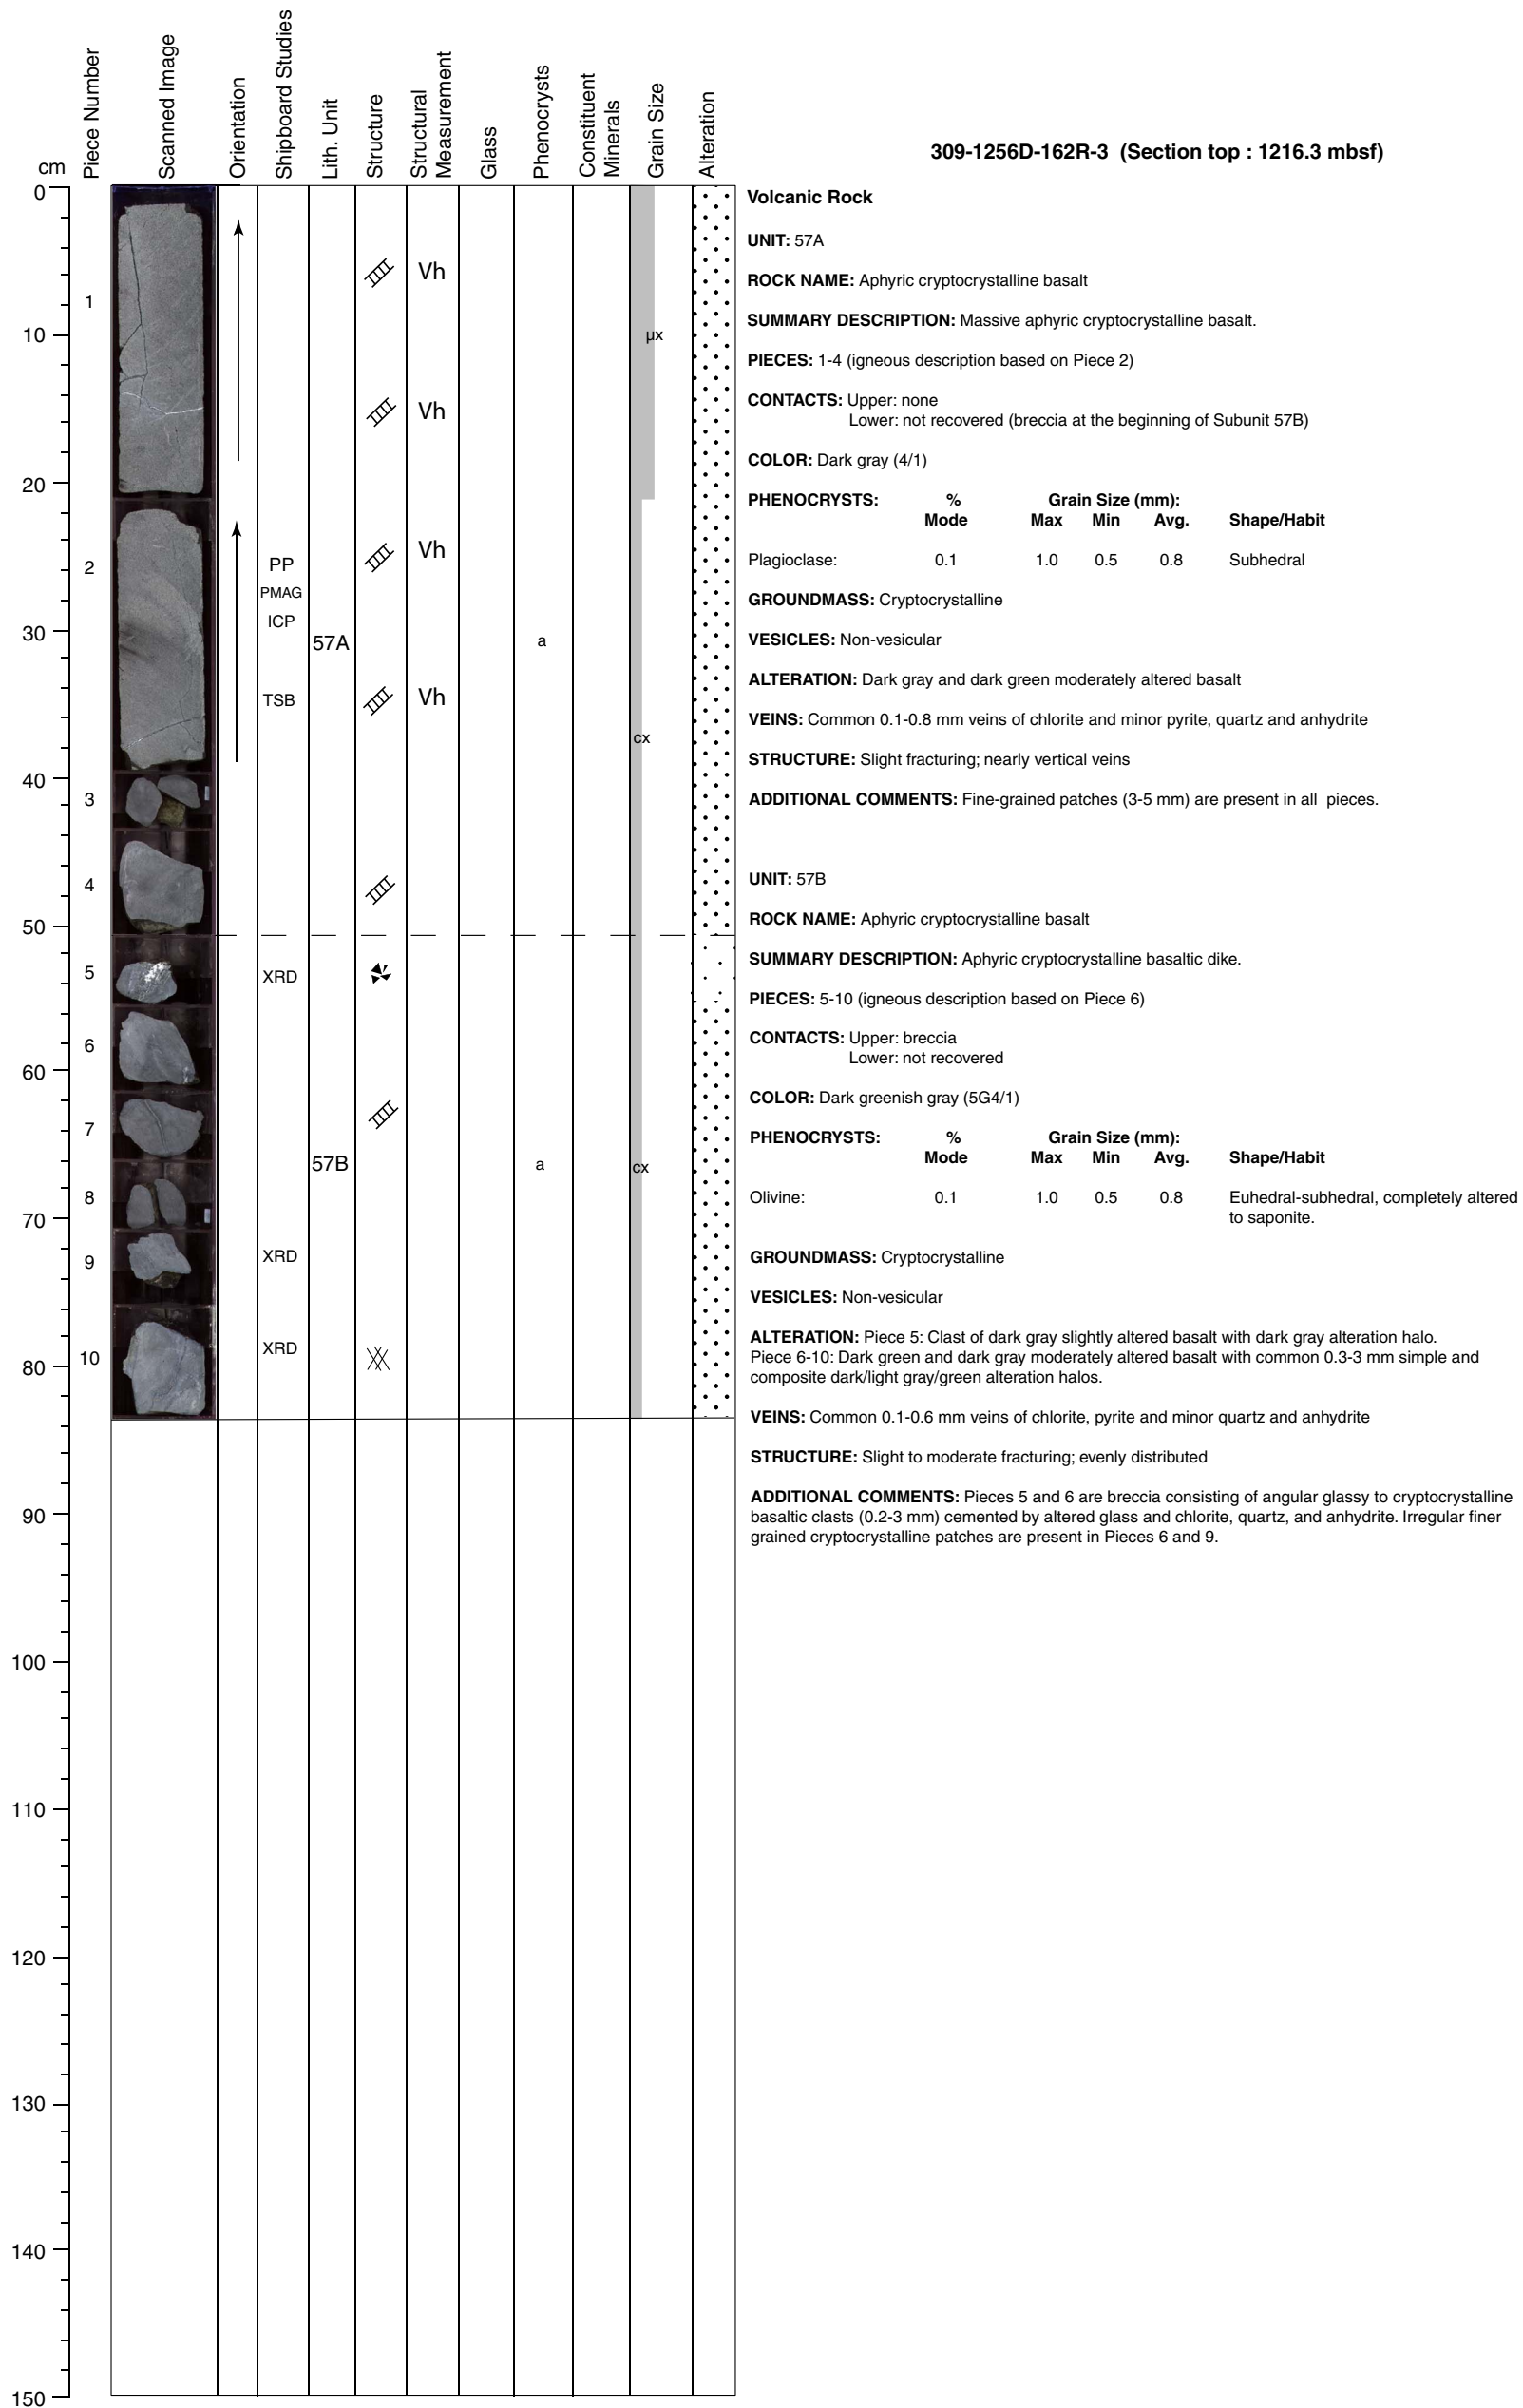 cm
Piece Number
Scanned Image
Orientation
Shipboard Studies
Lith. Unit
Structure
Structural
Measurement
Glass
Phenocrysts
Constituent
Minerals
Grain Size
Alteration
0
10
20
30
40
50
60
70
80
90
100
110
120
130
140
150
1
2
3
4
5
6
7
8
9
10
PP
PMAG
ICP
TSB
XRD
XRD
XRD
57A
57B
Vh
Vh
Vh
Vh
a
a
µx
cx
cx
309-1256D-162R-3 (Section top : 1216.3 mbsf)
Volcanic Rock
UNIT: 57A
ROCK NAME: Aphyric cryptocrystalline basalt
SUMMARY DESCRIPTION: Massive aphyric cryptocrystalline basalt.
PIECES: 1-4 (igneous description based on Piece 2)
CONTACTS: Upper: none
Lower: not recovered (breccia at the beginning of Subunit 57B)
COLOR: Dark gray (4/1)
PHENOCRYSTS: % Grain Size (mm):
Mode Max Min Avg. Shape/Habit
Plagioclase: 0.1 1.0 0.5 0.8 Subhedral
GROUNDMASS: Cryptocrystalline
VESICLES: Non-vesicular
ALTERATION: Dark gray and dark green moderately altered basalt
VEINS: Common 0.1-0.8 mm veins of chlorite and minor pyrite, quartz and anhydrite
STRUCTURE: Slight fracturing; nearly vertical veins
ADDITIONAL COMMENTS: Fine-grained patches (3-5 mm) are present in all pieces.
UNIT: 57B
ROCK NAME: Aphyric cryptocrystalline basalt
SUMMARY DESCRIPTION: Aphyric cryptocrystalline basaltic dike.
PIECES: 5-10 (igneous description based on Piece 6)
CONTACTS: Upper: breccia
Lower: not recovered
COLOR: Dark greenish gray (5G4/1)
PHENOCRYSTS: % Grain Size (mm):
Mode Max Min Avg. Shape/Habit
Olivine: 0.1 1.0 0.5 0.8 Euhedral-subhedral, completely altered
to saponite.
GROUNDMASS: Cryptocrystalline
VESICLES: Non-vesicular
ALTERATION: Piece 5: Clast of dark gray slightly altered basalt with dark gray alteration halo.
Piece 6-10: Dark green and dark gray moderately altered basalt with common 0.3-3 mm simple and
composite dark/light gray/green alteration halos.
VEINS: Common 0.1-0.6 mm veins of chlorite, pyrite and minor quartz and anhydrite
STRUCTURE: Slight to moderate fracturing; evenly distributed
ADDITIONAL COMMENTS: Pieces 5 and 6 are breccia consisting of angular glassy to cryptocrystalline
basaltic clasts (0.2-3 mm) cemented by altered glass and chlorite, quartz, and anhydrite. Irregular finer
grained cryptocrystalline patches are present in Pieces 6 and 9.